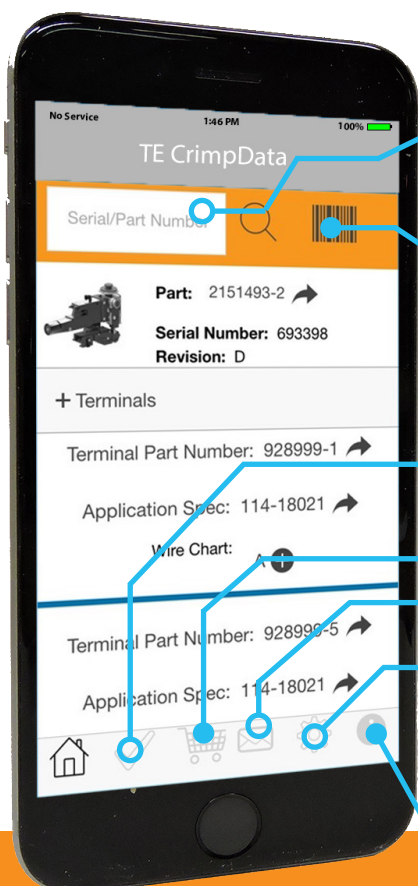 No Service 1:46 PM 100%
TE CrimpData
Serial/Part Number
Part: 2151493-2
Serial Number: 693398
Revision: D
+ Terminals
Terminal Part Number: 928999-1
Application Spec: 114-18021
Wire Chart: A
Terminal Part Number: 928999-5
Application Spec: 114-18021